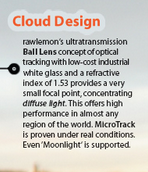 Cloud Design
rawlemon's ultratransmission
Ball Lens concept of optical
tracking with low-cost industrial
white glass and a refractive
index of 1.53 provides a very
small focal point, concentrating
diffuse light. This offers high
performance in almost any
region of the world. MicroTrack
is proven under real conditions.
Even 'Moonlight' is supported.